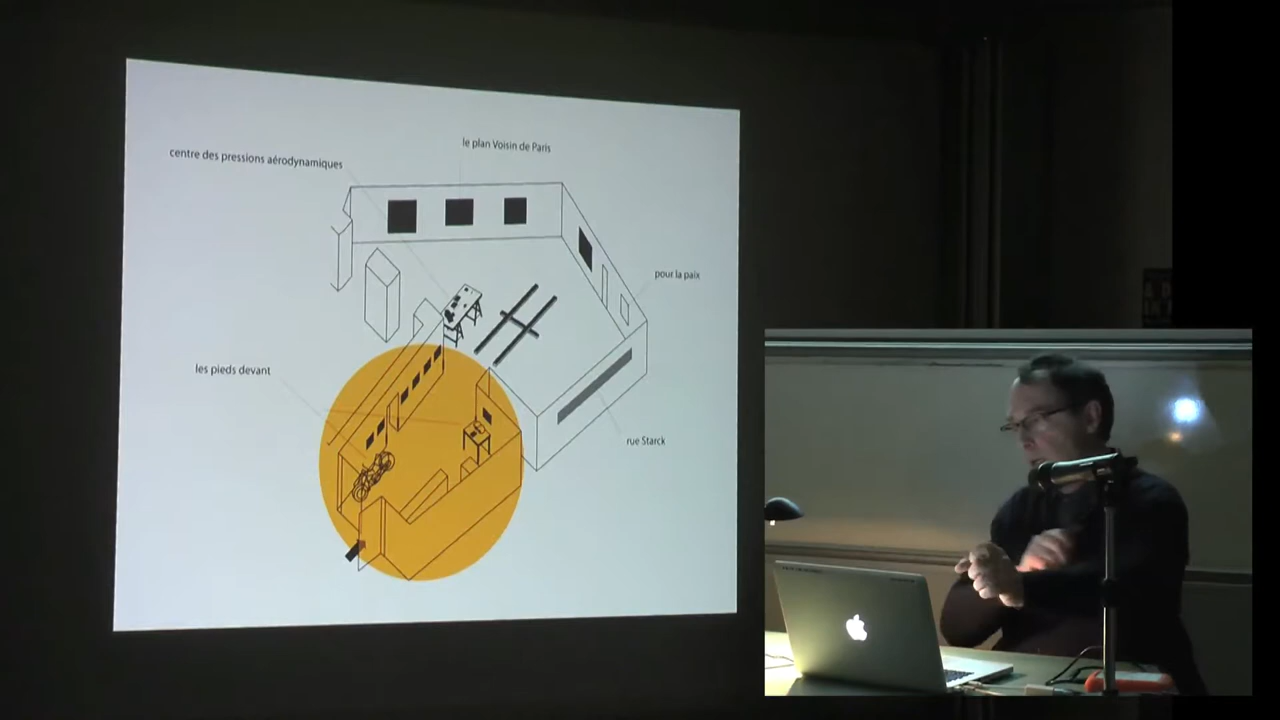 le plan Voisin de Paris
centre des pressions aérodynamiques
pour la paix
les pieds devant
rue Starck